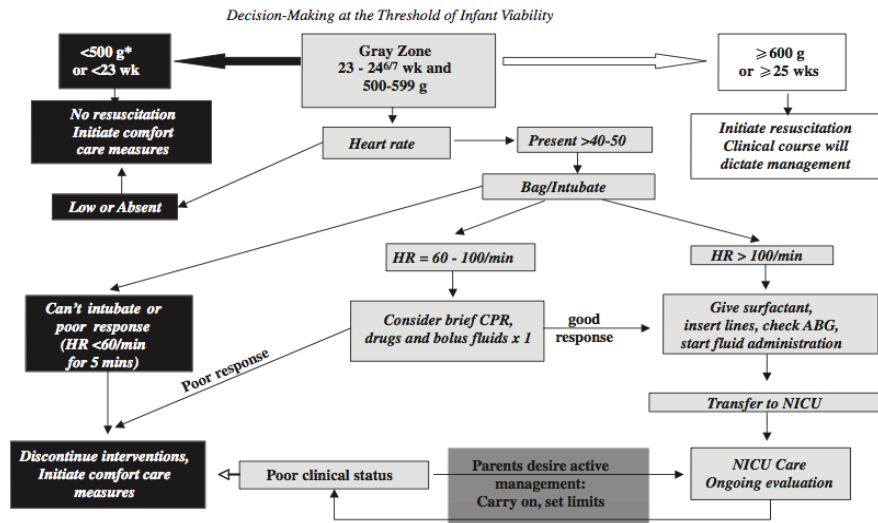 Decision-Making at the Threshold of Infant Viability
<500 g*
or <23 wk
Gray Zone
23 - 24^6/7 wk and
500-599 g
≥600 g
or ≥25 wks
No resuscitation
Initiate comfort
care measures
Heart rate
Present >40-50
Initiate resuscitation
Clinical course will
dictate management
Low or Absent
Bag/Intubate
HR = 60 - 100/min
HR > 100/min
Can't intubate or
poor response
(HR <60/min
for 5 mins)
Consider brief CPR,
drugs and bolus fluids x 1
good
response
Give surfactant,
insert lines, check ABG,
start fluid administration
Poor response
Transfer to NICU
Discontinue interventions,
Initiate comfort care
measures
Poor clinical status
Parents desire active
management:
Carry on, set limits
NICU Care
Ongoing evaluation